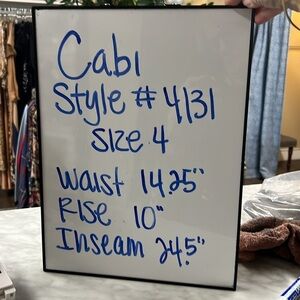 Cabi
Style # 4131
SIZE 4
Waist 14.25"
Rise 10"
Inseam 24.5"